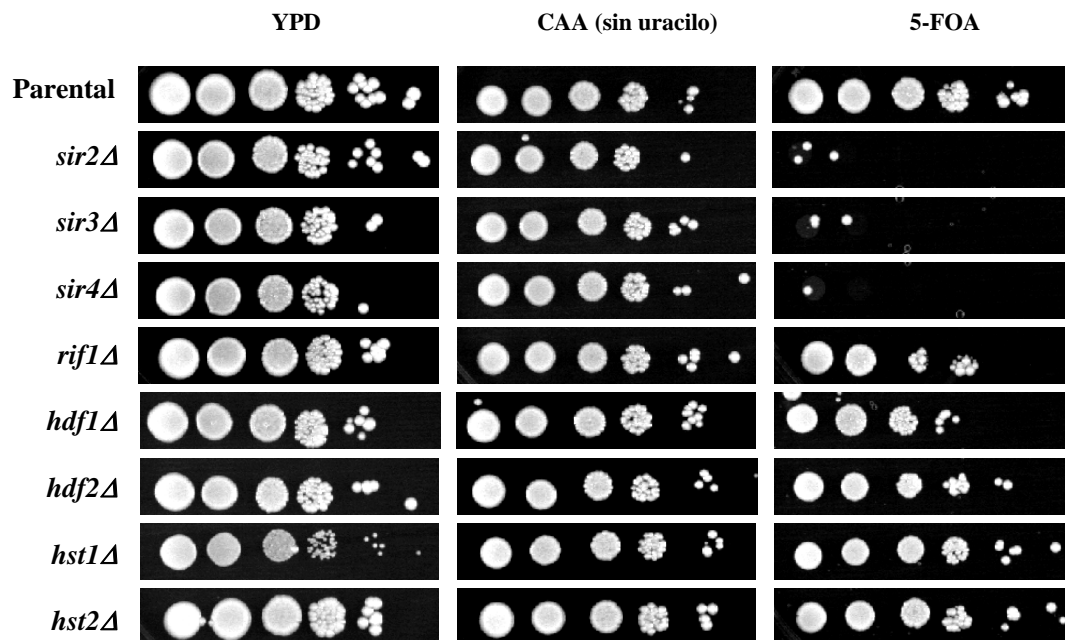 YPD CAA (sin uracilo) 5-FOA
Parental
sir2Δ
sir3Δ
sir4Δ
rif1Δ
hdf1Δ
hdf2Δ
hst1Δ
hst2Δ